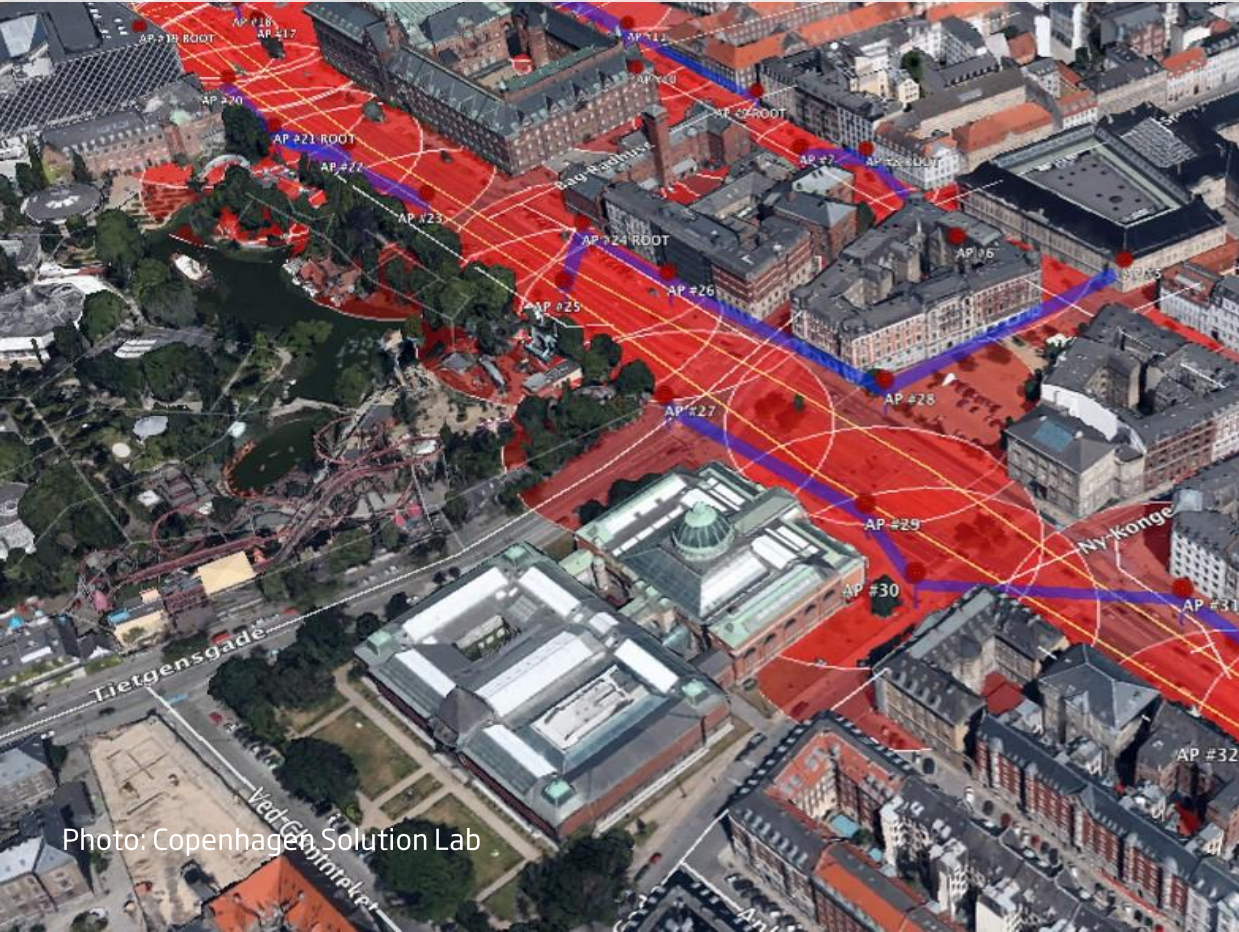 AP #18
AP #19 ROOT
AP #17
AP #11
AP #10
AP #20
AP #21 ROOT
AP #7
AP #22
AP #6
AP #23
AP #24 ROOT
AP #26
AP #25
AP #28
AP #27
AP #29
Ny Konge
AP #30
AP #31
Tietgensgade
AP #32
Photo: Copenhagen Solution Lab